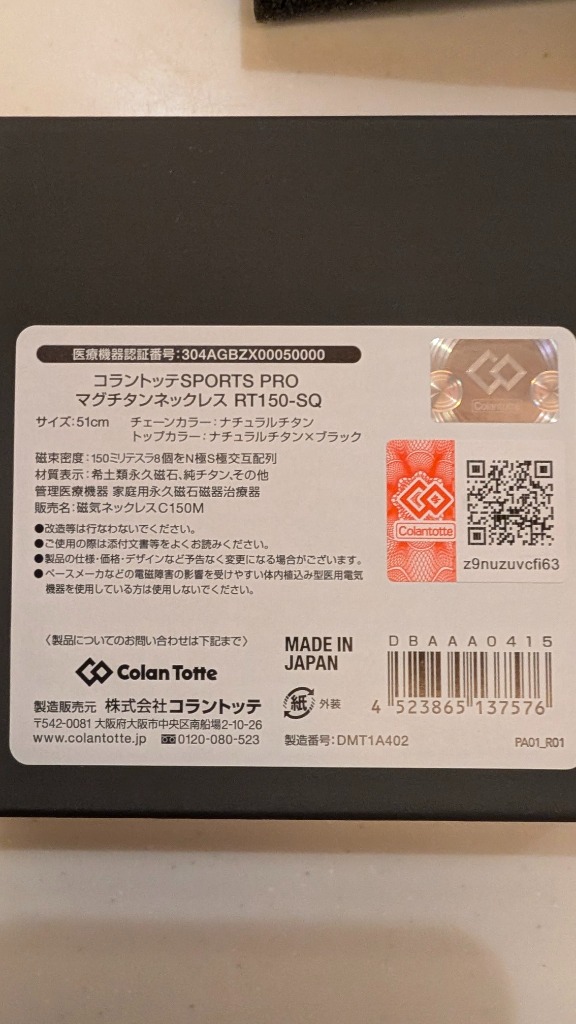 医療機器認証番号:304AGBZX00050000
コラントッテSPORTS PRO
マグチタンネックレス RT150-SQ
サイズ:51cm チェーンカラー:ナチュラルチタン
トップカラー:ナチュラルチタン×ブラック
磁束密度:150ミリテスラ8個をN極S極交互配列
材質表示:希土類永久磁石、純チタン、その他
管理医療機器 家庭用永久磁石磁器治療器
販売名:磁気ネックレスC150M
●改造等は行なわないでください。
●ご使用の際は添付文書等をよくお読みください。
●製品の仕様・価格・デザインなど予告なく変更になる場合がございます。
●ペースメーカなどの電磁障害の影響を受けやすい体内植込み型医用電気
機器を使用している方は使用しないでください。
Colantotte
Colantotte
z9nuzuvcfi63
〈製品についてのお問い合わせは下記まで〉
Colan Totte
製造販売元 株式会社コラントッテ
〒542-0081 大阪府大阪市中央区南船場2-10-26
www.colantotte.jp 0120-080-523
MADE IN
JAPAN
紙 外装
製造番号:DMT1A402
DBAAA0415
4 523865 137576
PA01_R01